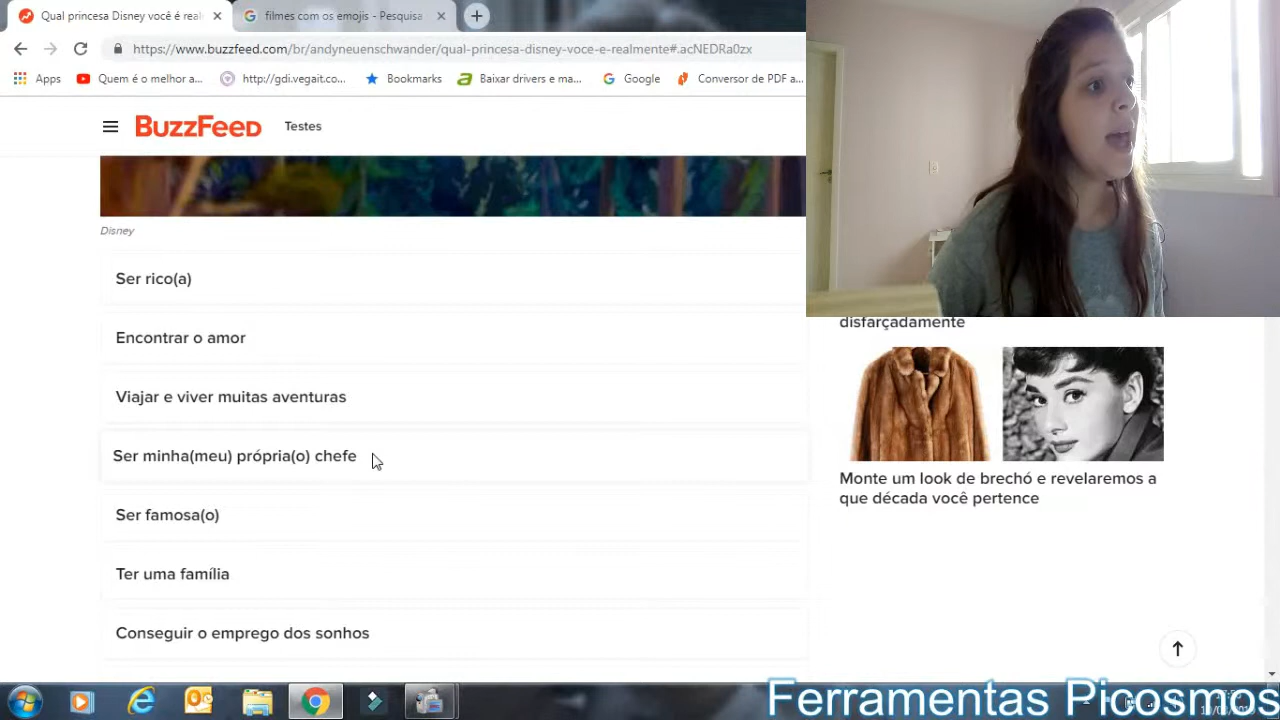 Qual princesa Disney você é real
filmes com os emojis - Pesquisa
https://www.buzzfeed.com/br/andyneuenschwander/qual-princesa-disney-voce-e-realmente#.acNEDRa0zx
Apps
Quem é o melhor a...
http://gdi.vegait.co...
Bookmarks
Baixar drivers e ma...
Google
Conversor de PDF a...
BuzzFeed
Testes
Disney
Ser rico(a)
Encontrar o amor
Viajar e viver muitas aventuras
Ser minha(meu) própria(o) chefe
Ser famosa(o)
Ter uma família
Conseguir o emprego dos sonhos
disfarçadamente
Monte um look de brechó e revelaremos a
que década você pertence
Ferramentas Picosmos